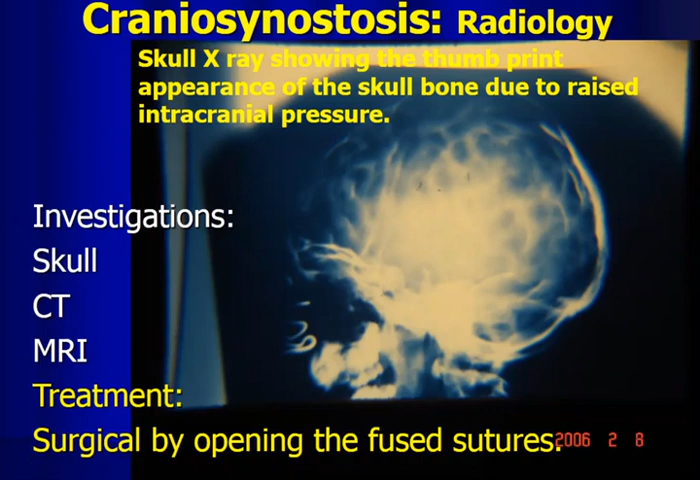 Craniosynostosis: Radiology
Skull X ray showing the thumb print
appearance of the skull bone due to raised
intracranial pressure.
Investigations:
Skull
CT
MRI
Treatment:
Surgical by opening the fused sutures.
2006 2 8